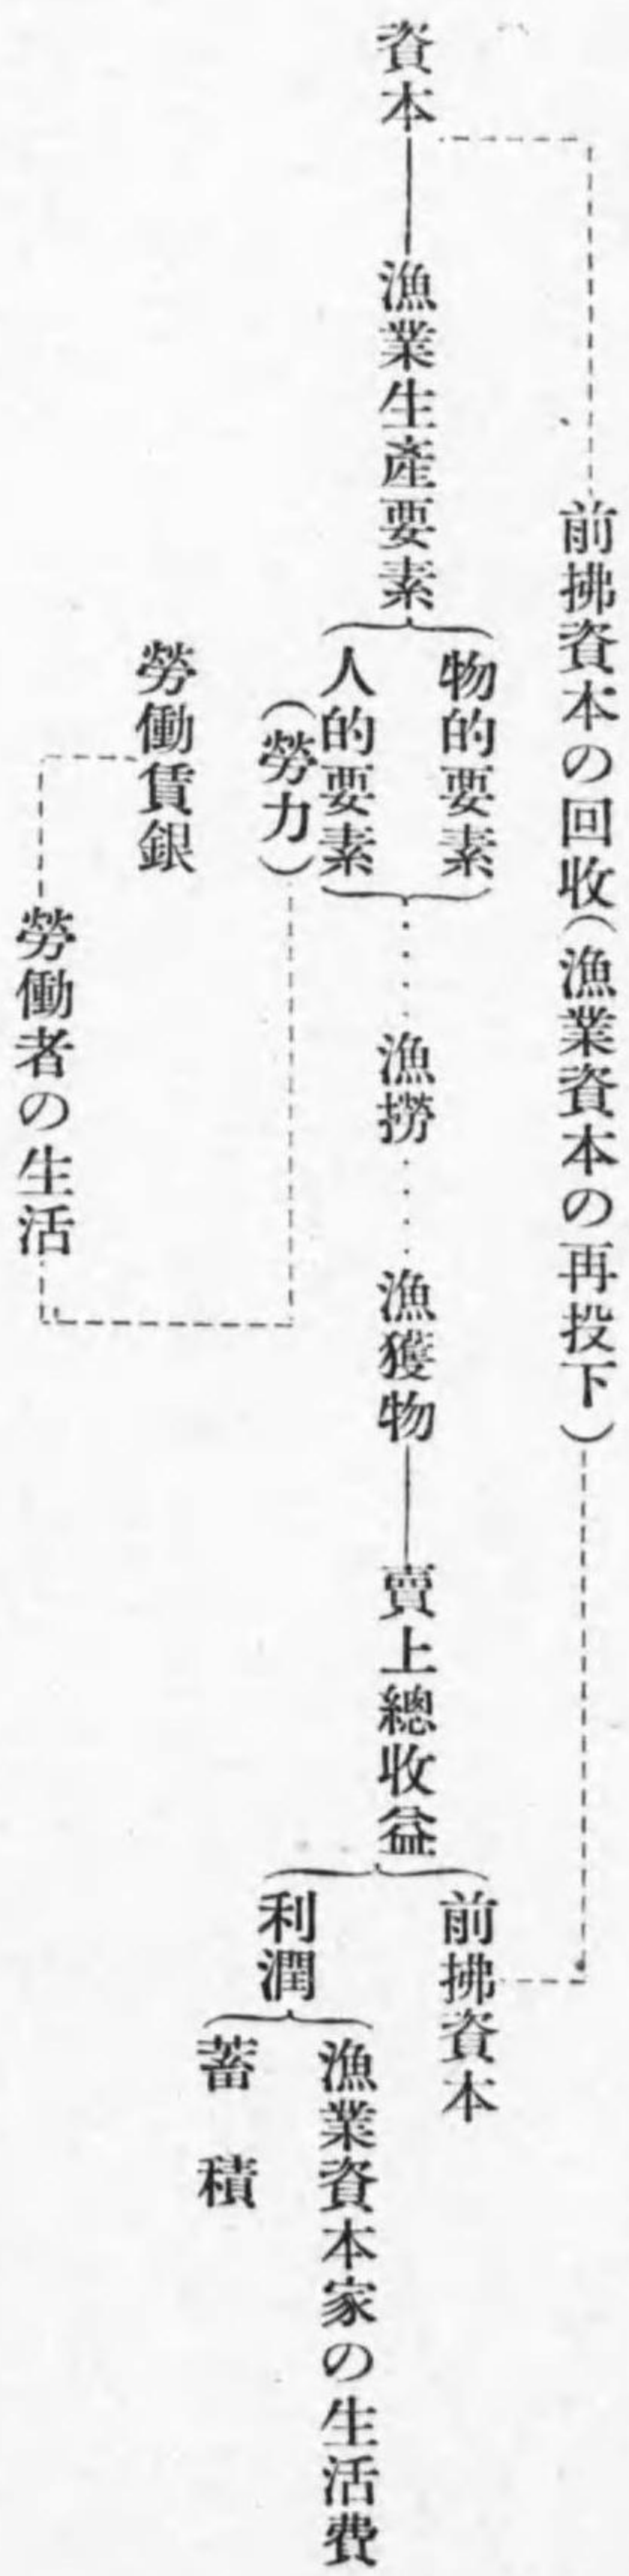 前拂資本の回收（漁業資本の再投下）
資本
漁業生産要素
物的要素
人的要素
（勞力）
漁撈
漁獲物
賣上總收益
前拂資本
利潤
漁業資本家の生活費
蓄積
勞働賃銀
勞働者の生活